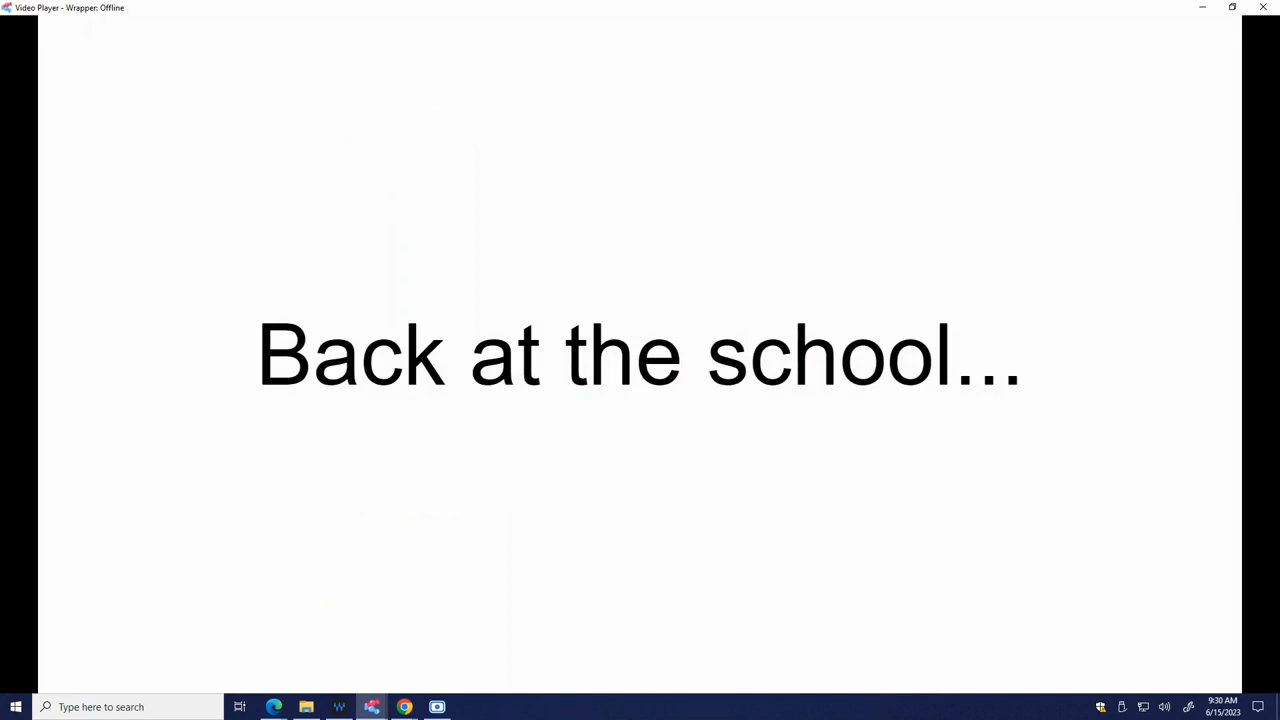 Video Player - Wrapper: Offline
Back at the school...
Type here to search
9:30 AM
6/15/2023